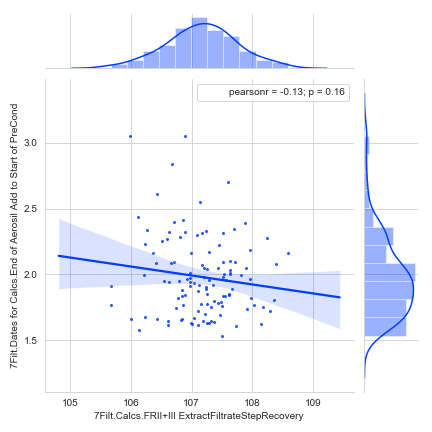 pearsonr = -0.13; p = 0.16
7Filt.Dates for Calcs.End of Aerosil Add to Start of PreCond
3.0
2.5
2.0
1.5
105 106 107 108 109
7Filt.Calcs.FRII+III ExtractFiltrateStepRecovery